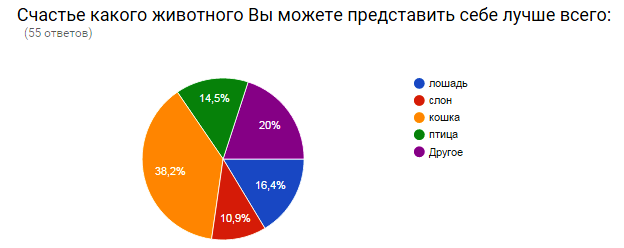 Счастье какого животного Вы можете представить себе лучше всего:
(55 ответов)
14,5%
20%
38,2%
16,4%
10,9%
лошадь
слон
кошка
птица
Другое